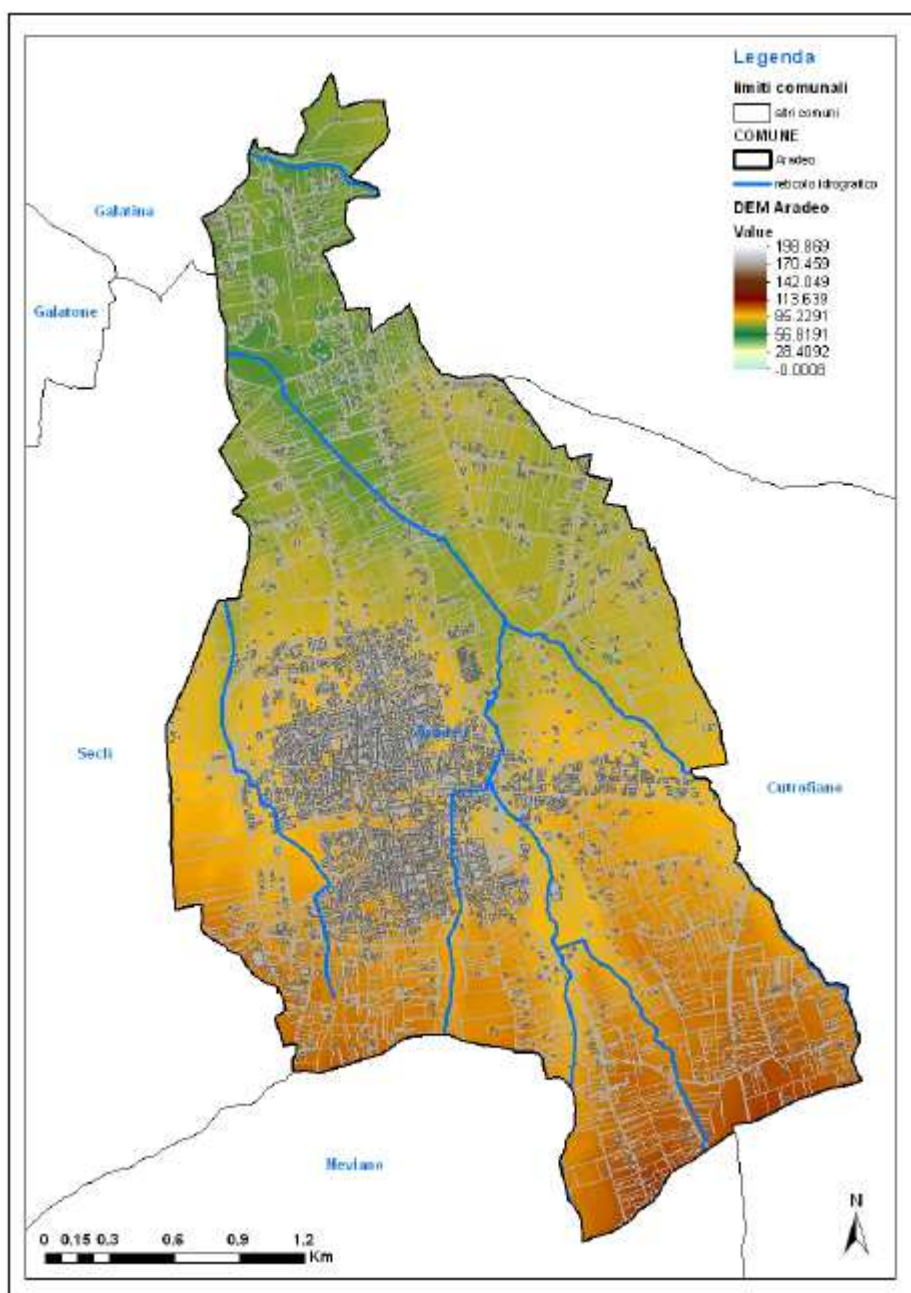 Legenda
limiti comunali
altri comuni
COMUNE
Aradeo
reticolo idrografico
DEM Aradeo
Value
198.869
170.459
142.049
113.639
85.2291
56.8191
28.4092
-0.0008
Galatina
Galatone
Aradeo
Seclì
Cutrofiano
Neviano
N
0 0.15 0.3 0.6 0.9 1.2
Km